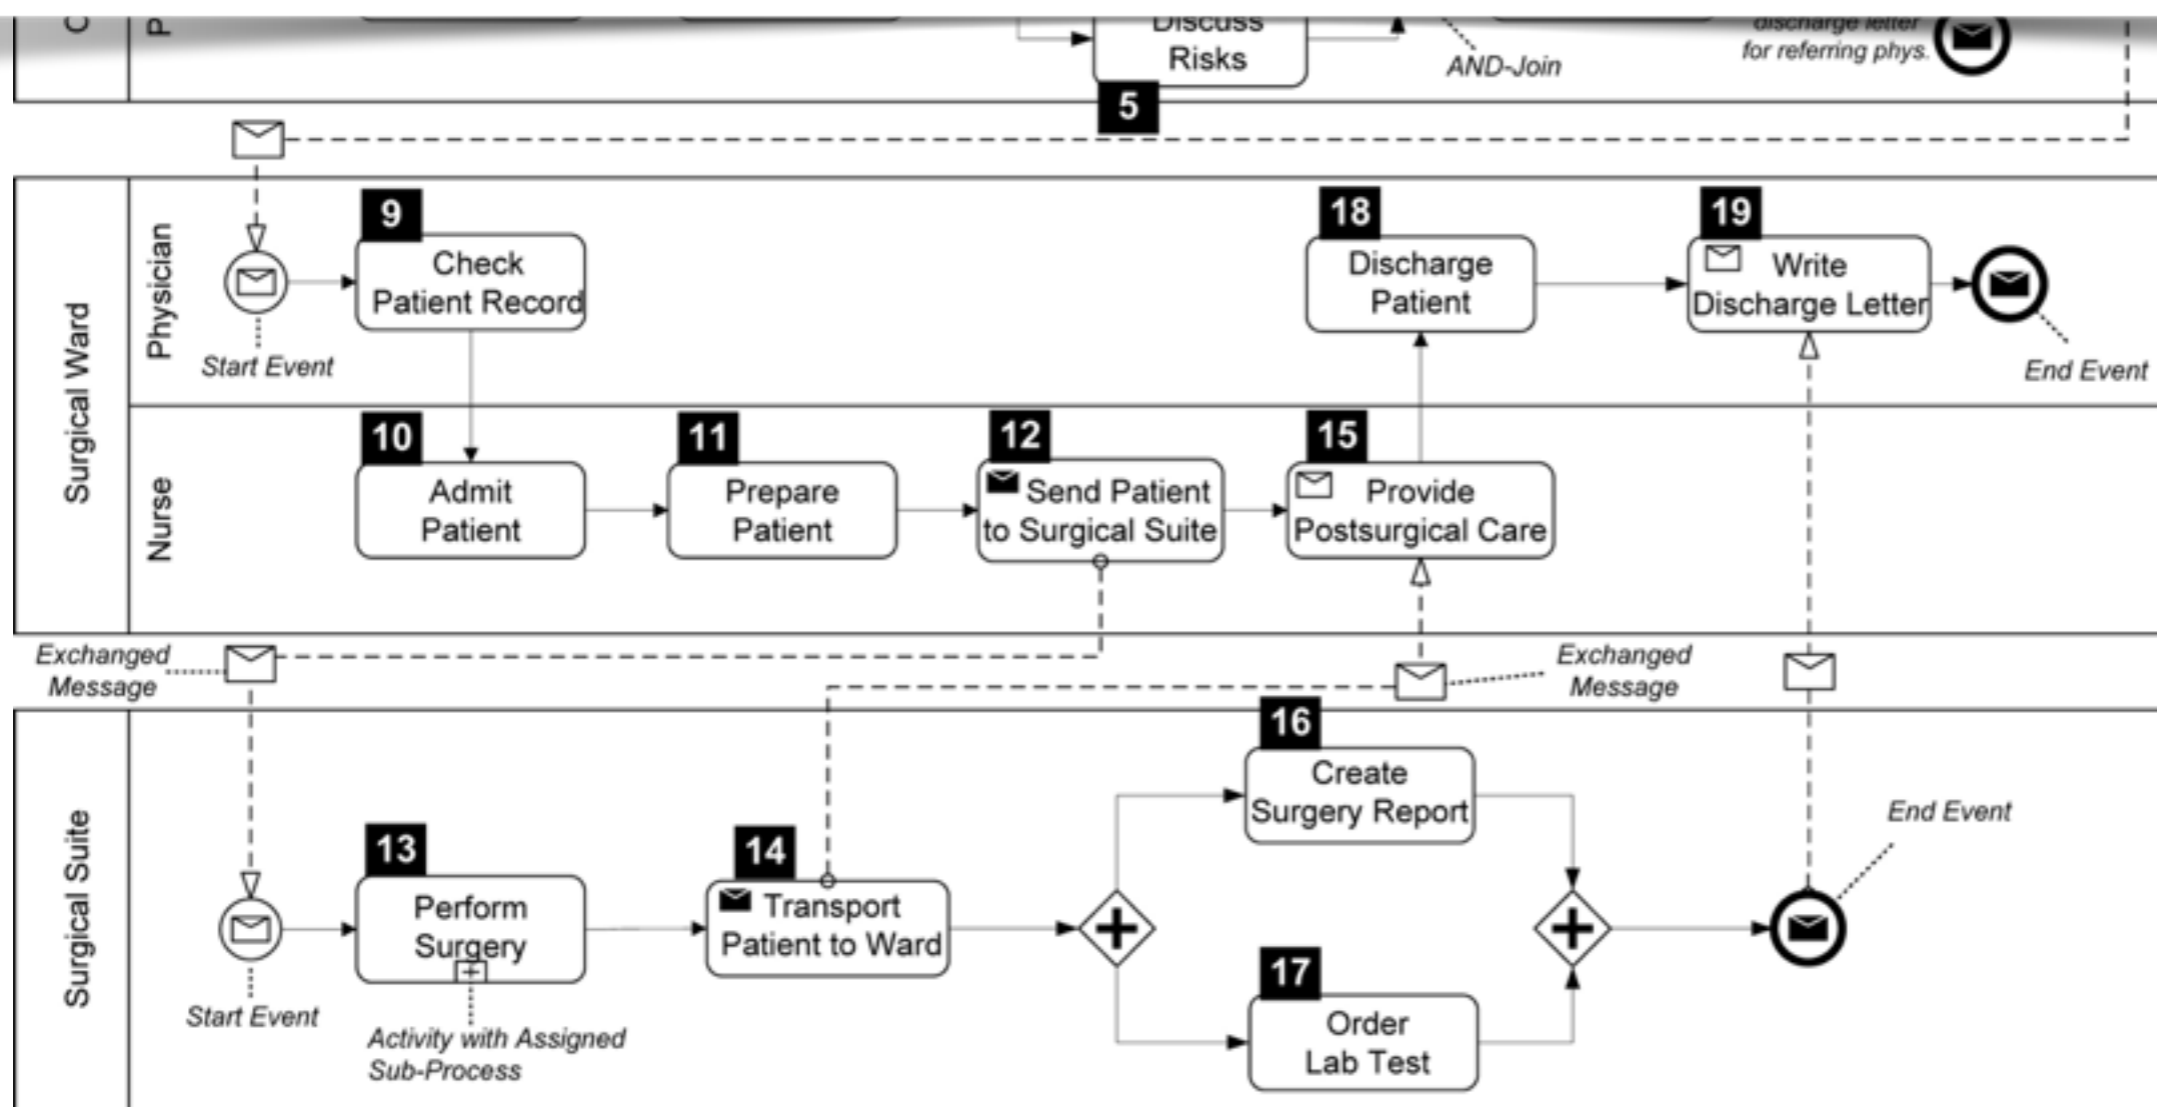 Discuss
Risks
AND-Join
discharge letter
for referring phys.
5
Surgical Ward
Physician
9
Check
Patient Record
Start Event
18
Discharge
Patient
19
Write
Discharge Letter
End Event
Nurse
10
Admit
Patient
11
Prepare
Patient
12
Send Patient
to Surgical Suite
15
Provide
Postsurgical Care
Exchanged
Message
Exchanged
Message
Surgical Suite
13
Perform
Surgery
Start Event
Activity with Assigned
Sub-Process
14
Transport
Patient to Ward
16
Create
Surgery Report
17
Order
Lab Test
End Event